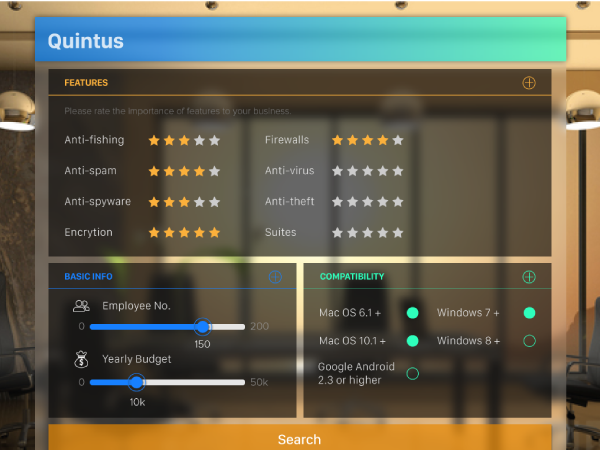 Quintus
FEATURES
Please rate the importance of features to your business
Anti-fishing
Firewalls
Anti-spam
Anti-virus
Anti-spyware
Anti-theft
Encrytion
Suites
BASIC INFO
COMPATIBILITY
Employee No.
0 200
150
Yearly Budget
0 50k
10k
Mac OS 6.1 + Windows 7 +
Mac OS 10.1 + Windows 8 +
Google Android
2.3 or higher
Search